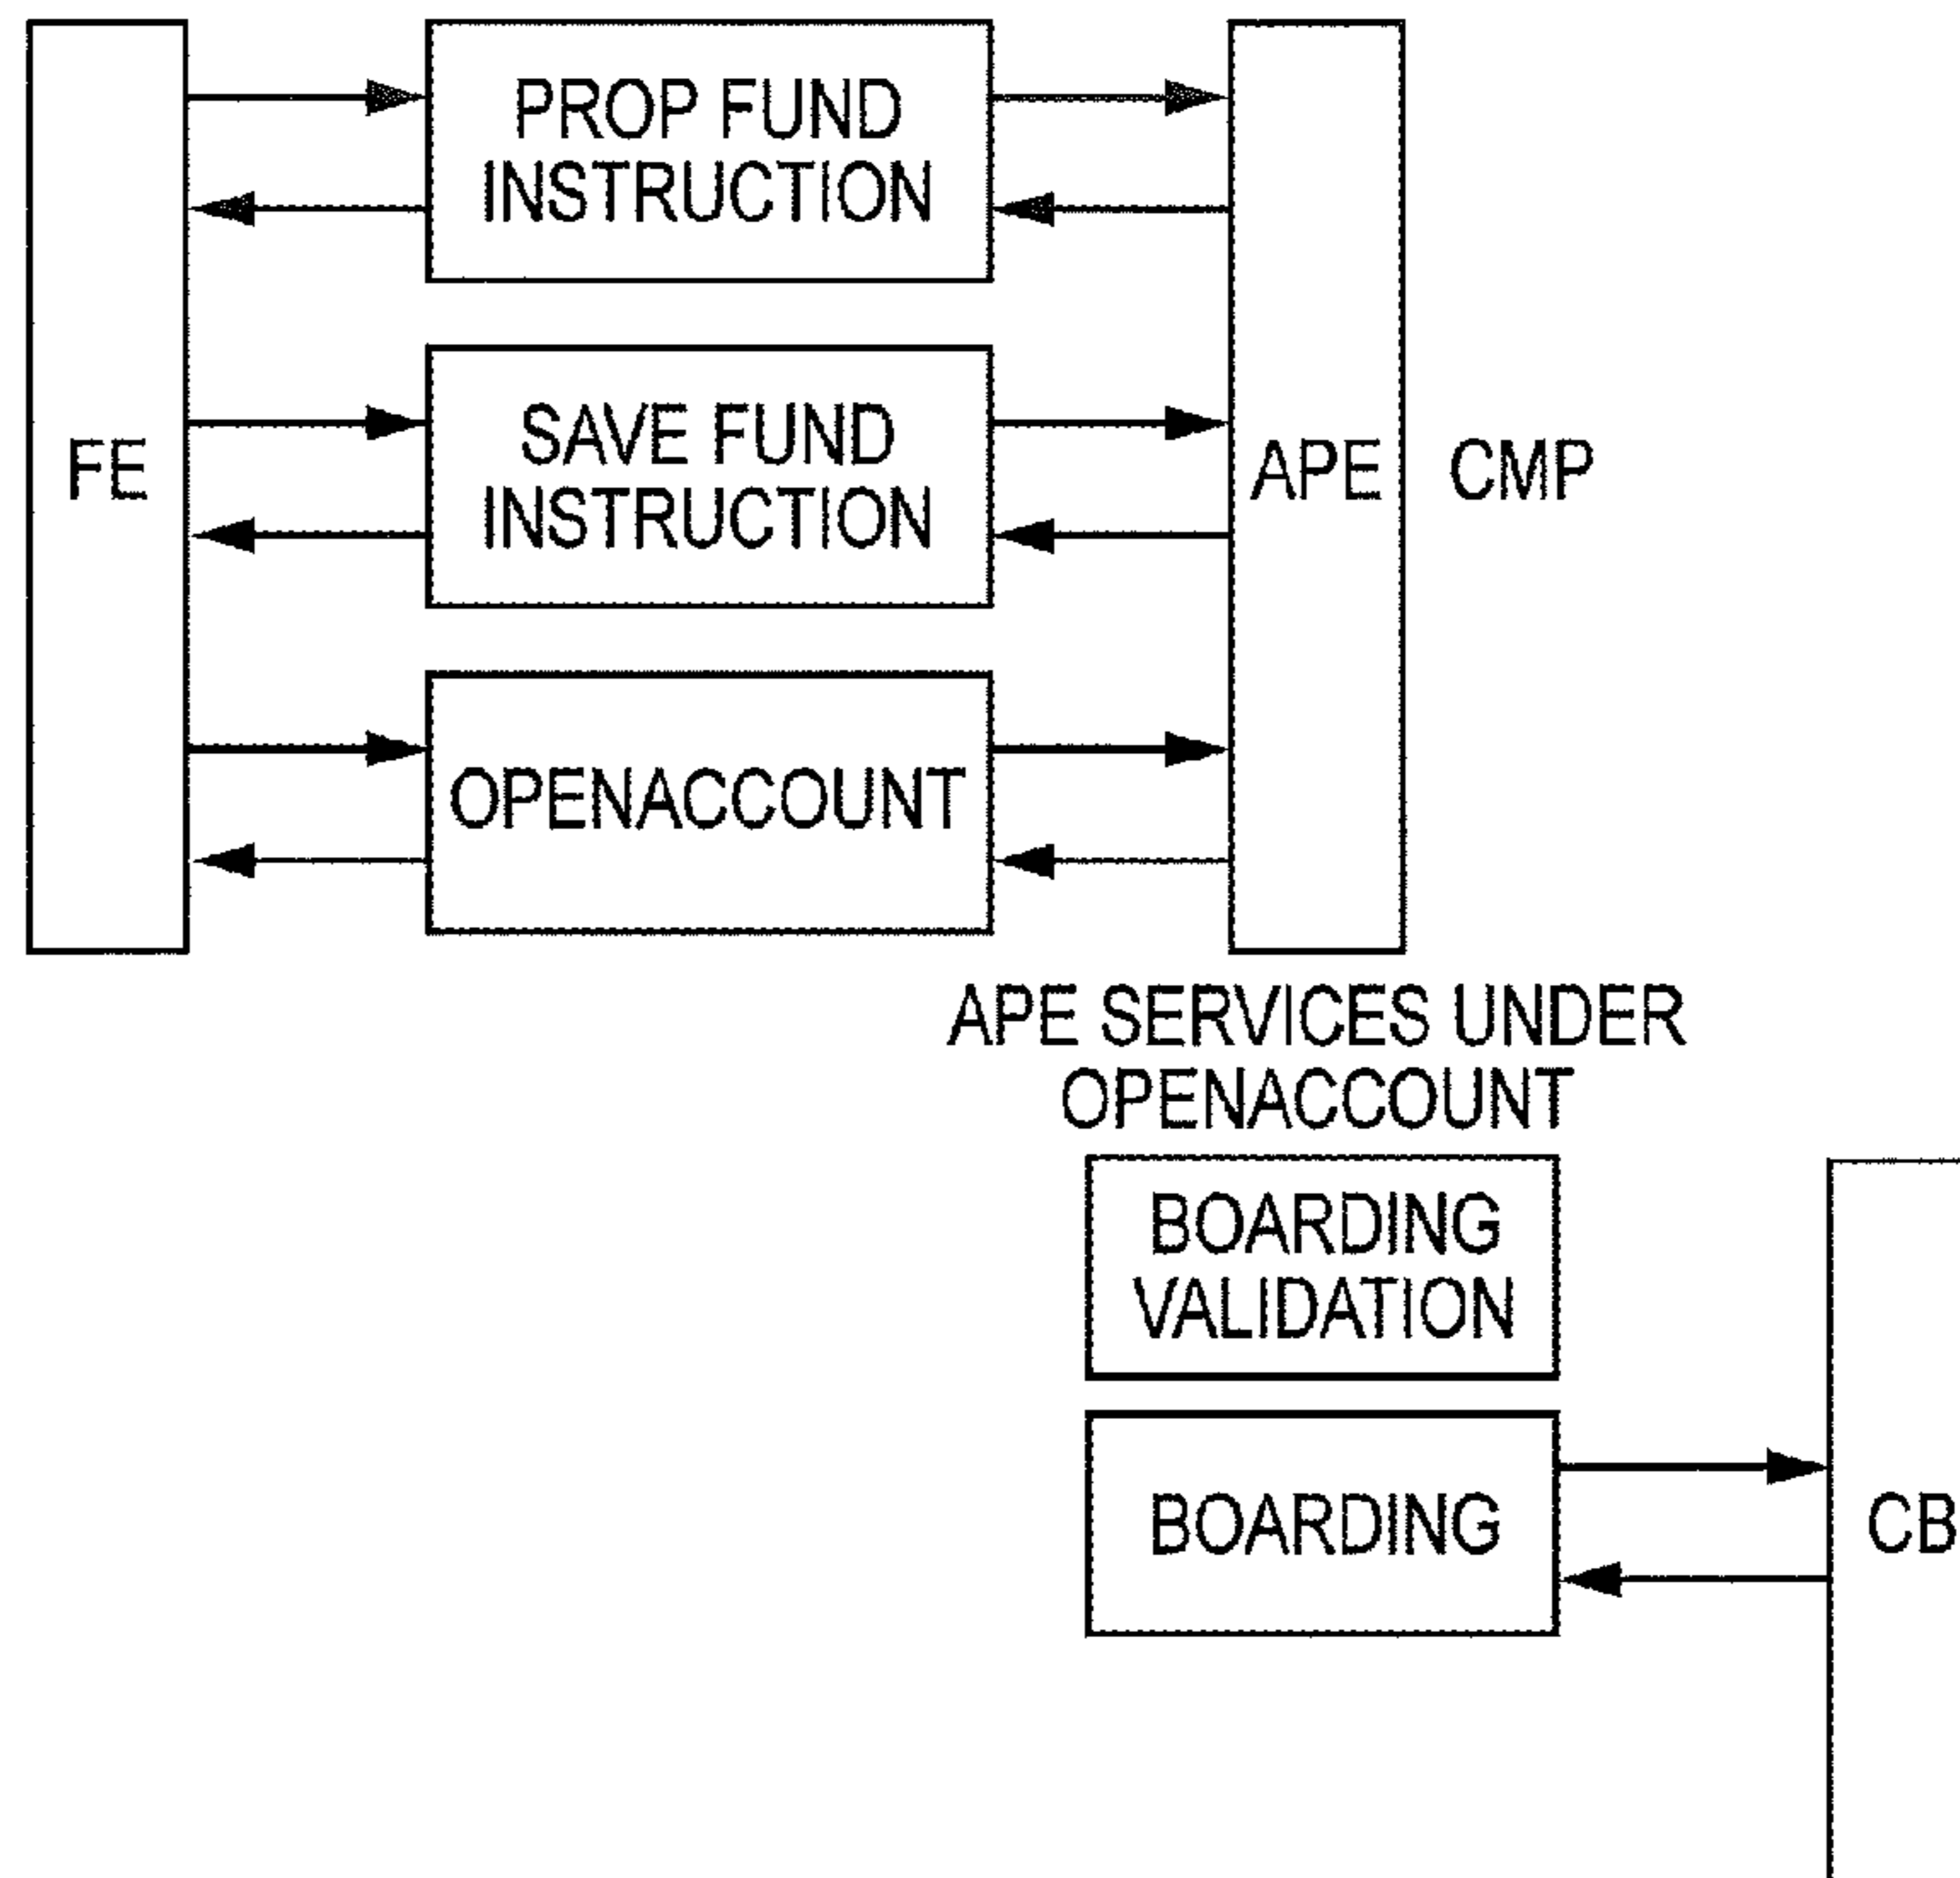 PROP FUND
INSTRUCTION
FE
SAVE FUND
INSTRUCTION
APE
CMP
OPENACCOUNT
APE SERVICES UNDER
OPENACCOUNT
BOARDING
VALIDATION
BOARDING
CB